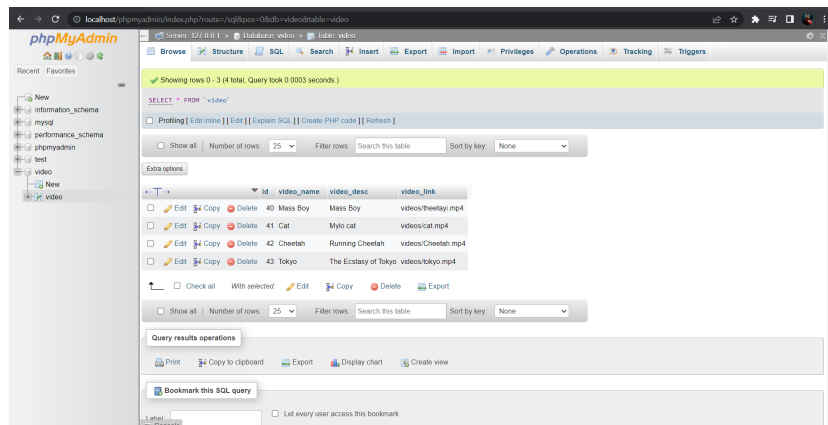 localhost/phpmyadmin/index.php?route=/sql&pos=0&db=video&table=video
phpMyAdmin
Recent Favorites
New
information_schema
mysql
performance_schema
phpmyadmin
test
video
New
video
Server: 127.0.0.1 » Database: video » Table: video
Browse Structure SQL Search Insert Export Import Privileges Operations Tracking Triggers
Showing rows 0 - 3 (4 total, Query took 0.0003 seconds.)
SELECT * FROM `video`
Profiling [ Edit inline ] [ Edit ] [ Explain SQL ] [ Create PHP code ] [ Refresh ]
Show all | Number of rows: 25 Filter rows: Search this table Sort by key: None
Extra options
←T→ id video_name video_desc video_link
Edit Copy Delete 40 Mass Boy Mass Boy videos/theetayi.mp4
Edit Copy Delete 41 Cat Mylo cat videos/cat.mp4
Edit Copy Delete 42 Cheetah Running Cheetah videos/Cheetah.mp4
Edit Copy Delete 43 Tokyo The Ecstasy of Tokyo videos/tokyo.mp4
Check all With selected: Edit Copy Delete Export
Show all | Number of rows: 25 Filter rows: Search this table Sort by key: None
Query results operations
Print Copy to clipboard Export Display chart Create view
Bookmark this SQL query
Label: Let every user access this bookmark
Console